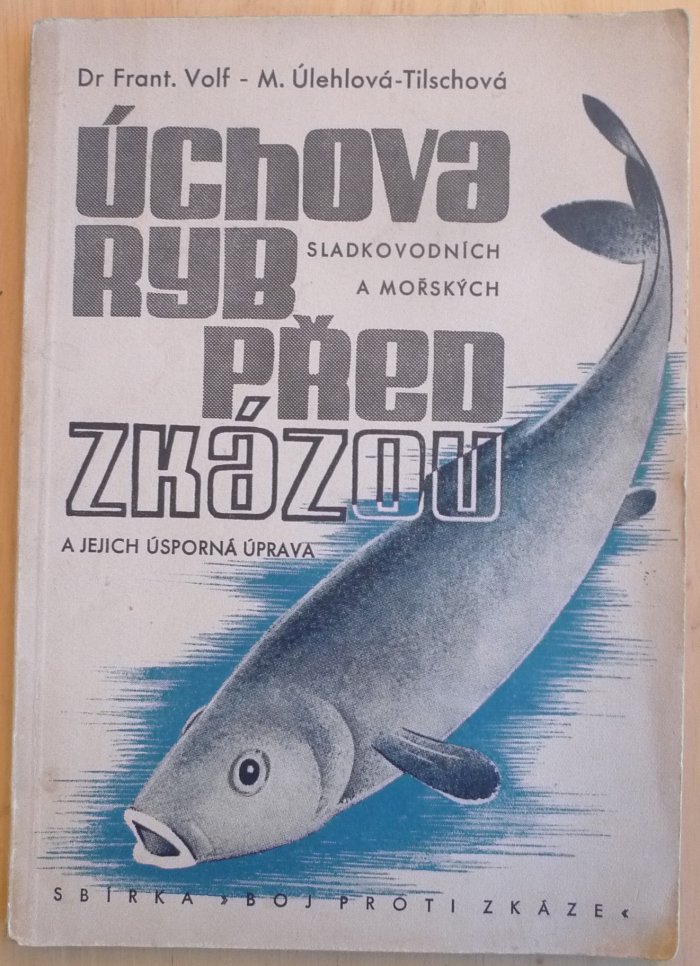 Dr Frant. Volf - M. Úlehlová-Tilschová
Úchova
RYB
SLADKOVODNÍCH
A MOŘSKÝCH
PŘED
ZKÁZOU
A JEJICH ÚSPORNÁ ÚPRAVA
SBÍRKA »BOJ PROTI ZKÁZE«